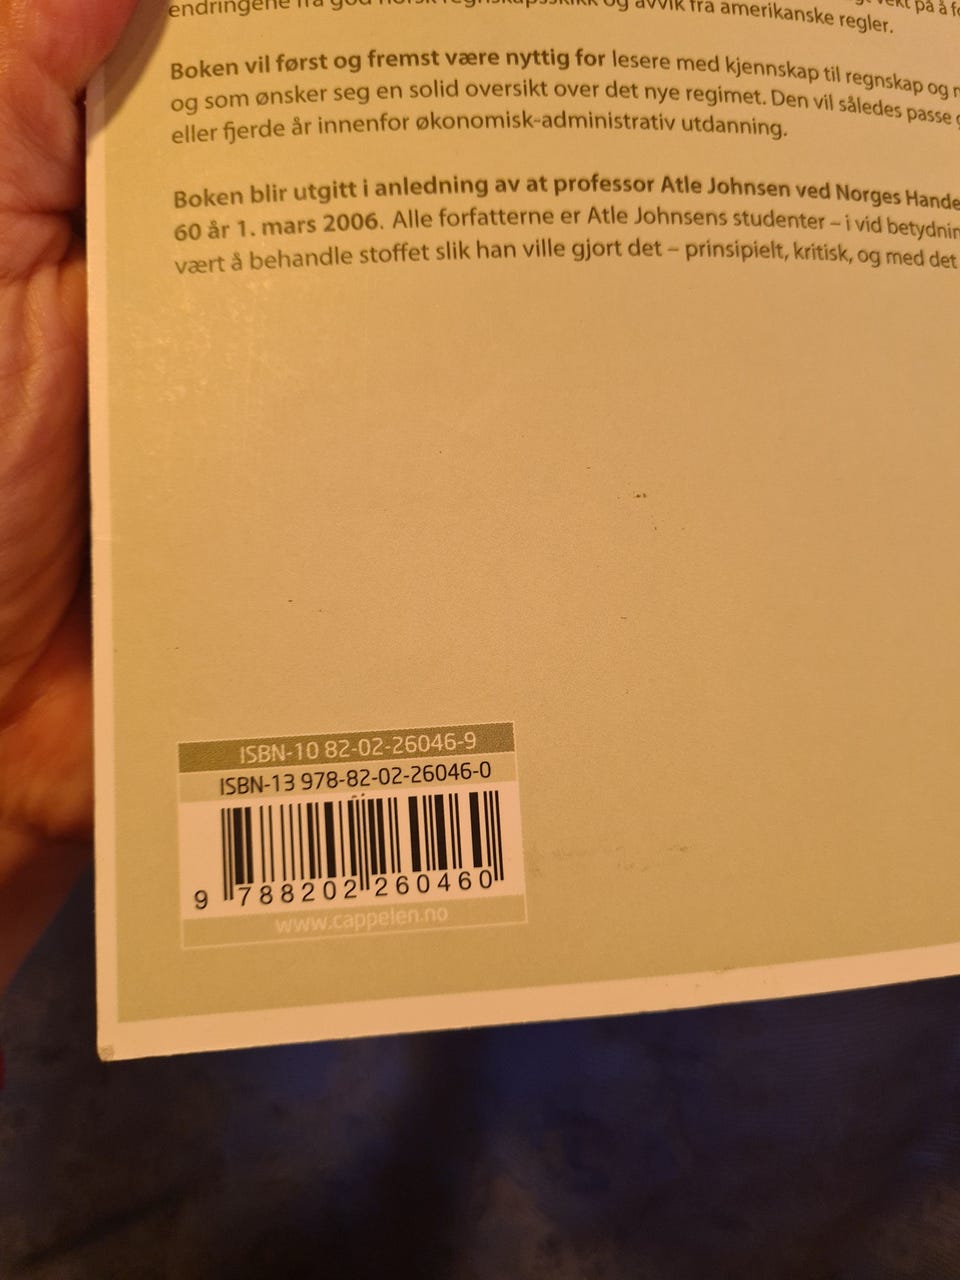 endringene fra god norsk regnskapsskikk og avvik fra amerikanske regler.
Boken vil først og fremst være nyttig for lesere med kjennskap til regnskap og
og som ønsker seg en solid oversikt over det nye regimet. Den vil således passe
eller fjerde år innenfor økonomisk-administrativ utdanning.
Boken blir utgitt i anledning av at professor Atle Johnsen ved Norges Hande
60 år 1. mars 2006. Alle forfatterne er Atle Johnsens studenter – i vid betydnin
vært å behandle stoffet slik han ville gjort det – prinsipielt, kritisk, og med det
ISBN-10 82-02-26046-9
ISBN-13 978-82-02-26046-0
9 788202 260460
www.cappelen.no